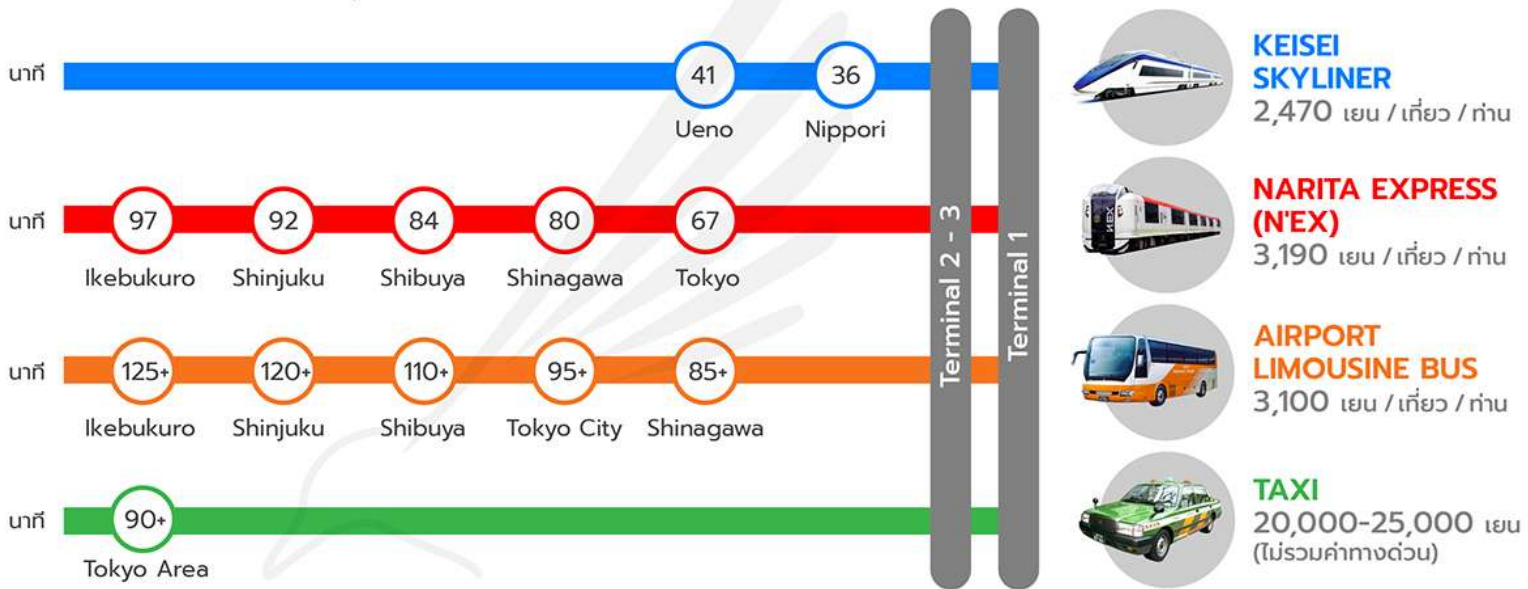 นาที
41
36
Ueno
Nippori
KEISEI
SKYLINER
2,470 เยน / เที่ยว / ท่าน
นาที
97
92
84
80
67
Ikebukuro
Shinjuku
Shibuya
Shinagawa
Tokyo
NARITA EXPRESS
(N'EX)
3,190 เยน / เที่ยว / ท่าน
N'EX
นาที
125+
120+
110+
95+
85+
Ikebukuro
Shinjuku
Shibuya
Tokyo City
Shinagawa
AIRPORT
LIMOUSINE BUS
3,100 เยน / เที่ยว / ท่าน
นาที
90+
Tokyo Area
TAXI
20,000-25,000 เยน
(ไม่รวมค่าทางด่วน)
Terminal 2 - 3
Terminal 1